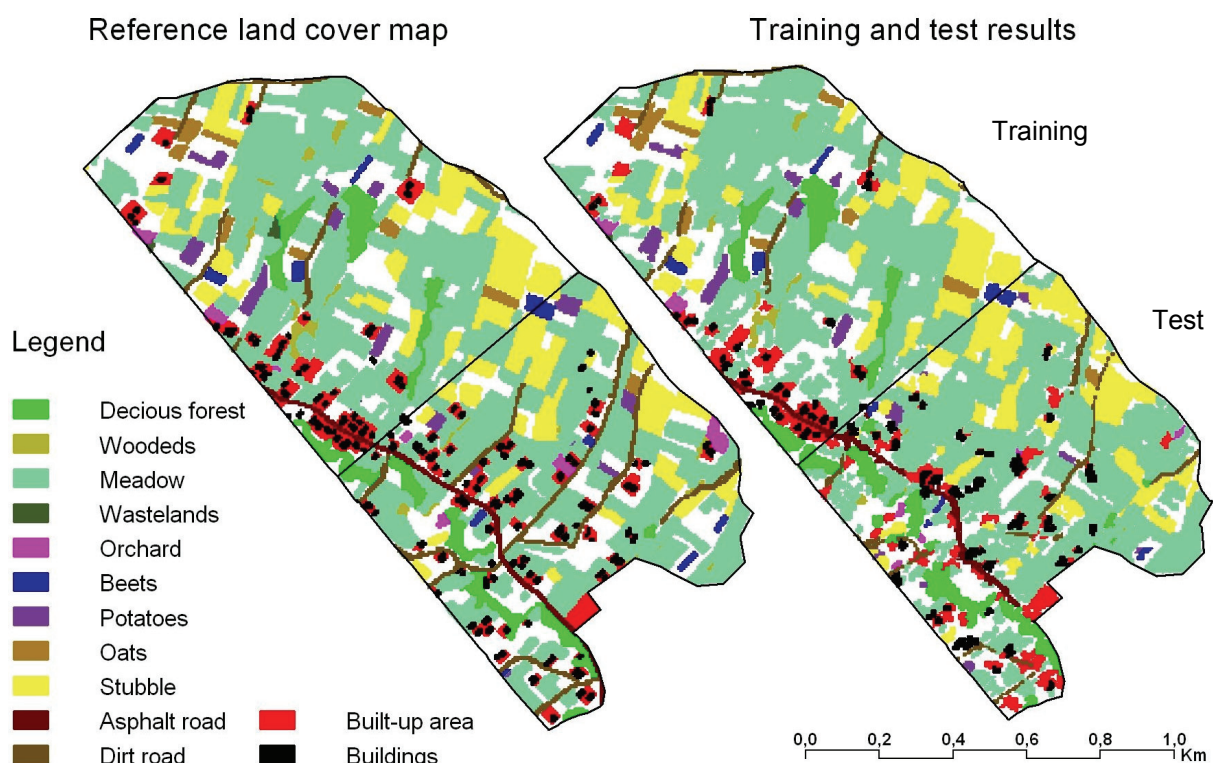 Reference land cover map
Training and test results
Training
Test
Legend
Decious forest
Woodeds
Meadow
Wastelands
Orchard
Beets
Potatoes
Oats
Stubble
Asphalt road
Dirt road
Built-up area
Buildings
0,0 0,2 0,4 0,6 0,8 1,0
Km